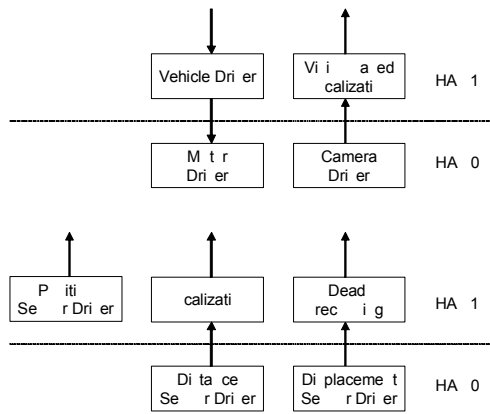 Vehicle Dri er
Vi i a ed
calizati
HA 1
M t r
Dri er
Camera
Dri er
HA 0
P iti
Se r Dri er
calizati
Dead
rec i g
HA 1
Di ta ce
Se r Dri er
Di placeme t
Se r Dri er
HA 0